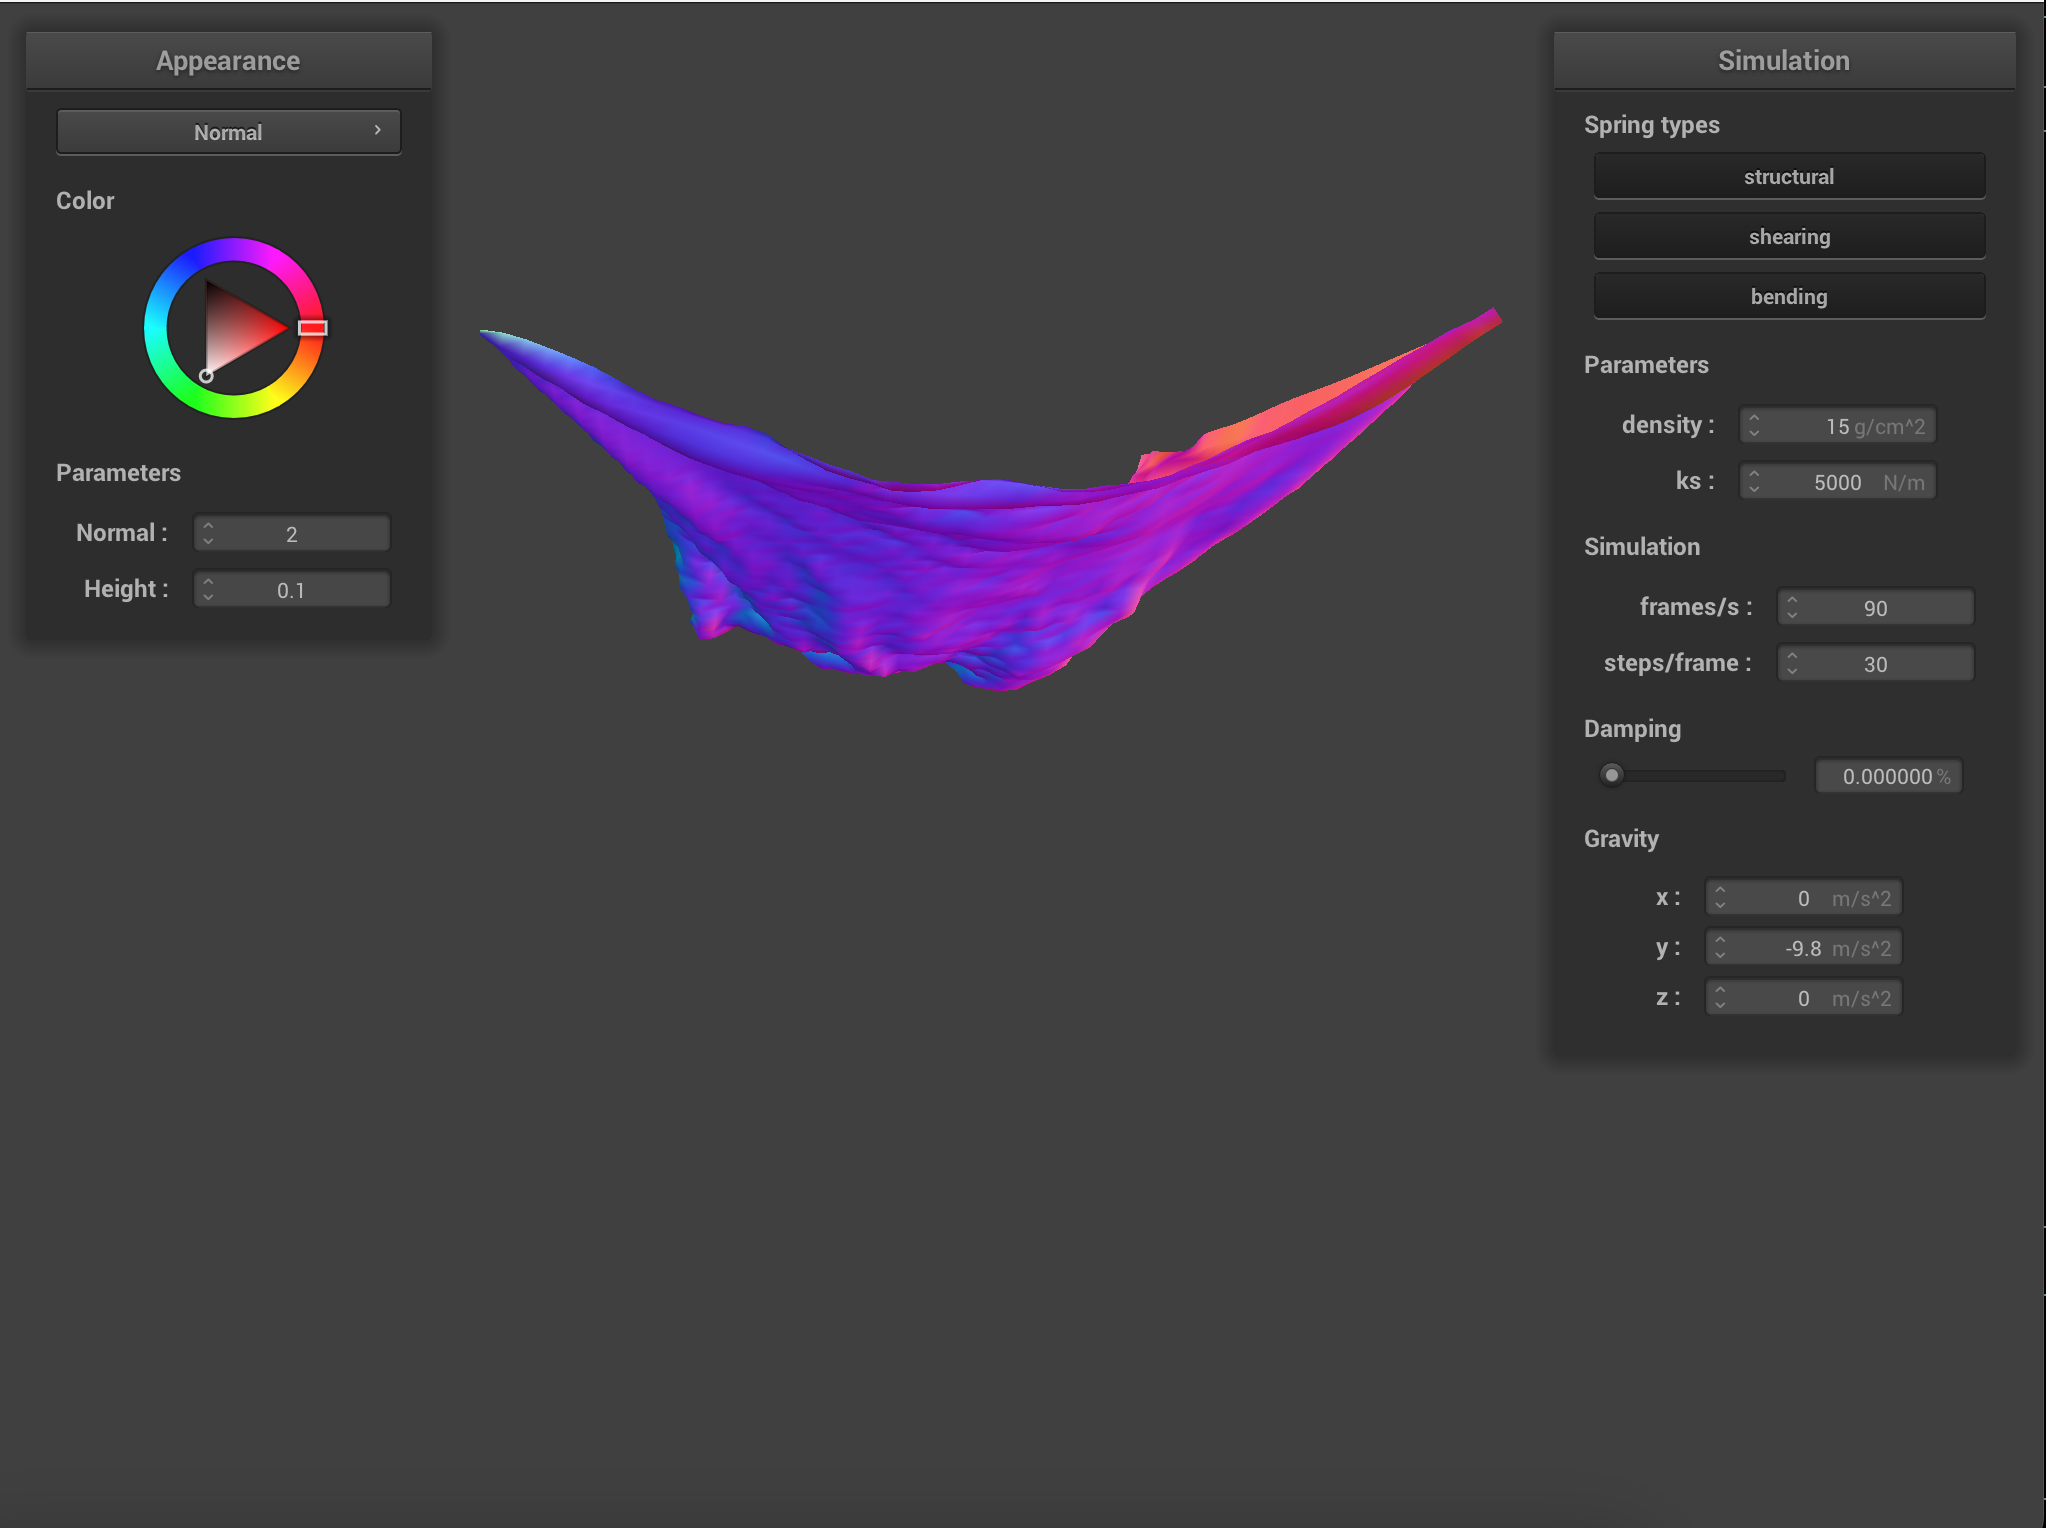 Appearance
Normal
Color
Parameters
Normal : 2
Height : 0.1
Simulation
Spring types
structural
shearing
bending
Parameters
density : 15 g/cm^2
ks : 5000 N/m
Simulation
frames/s : 90
steps/frame : 30
Damping
0.000000 %
Gravity
x : 0 m/s^2
y : -9.8 m/s^2
z : 0 m/s^2